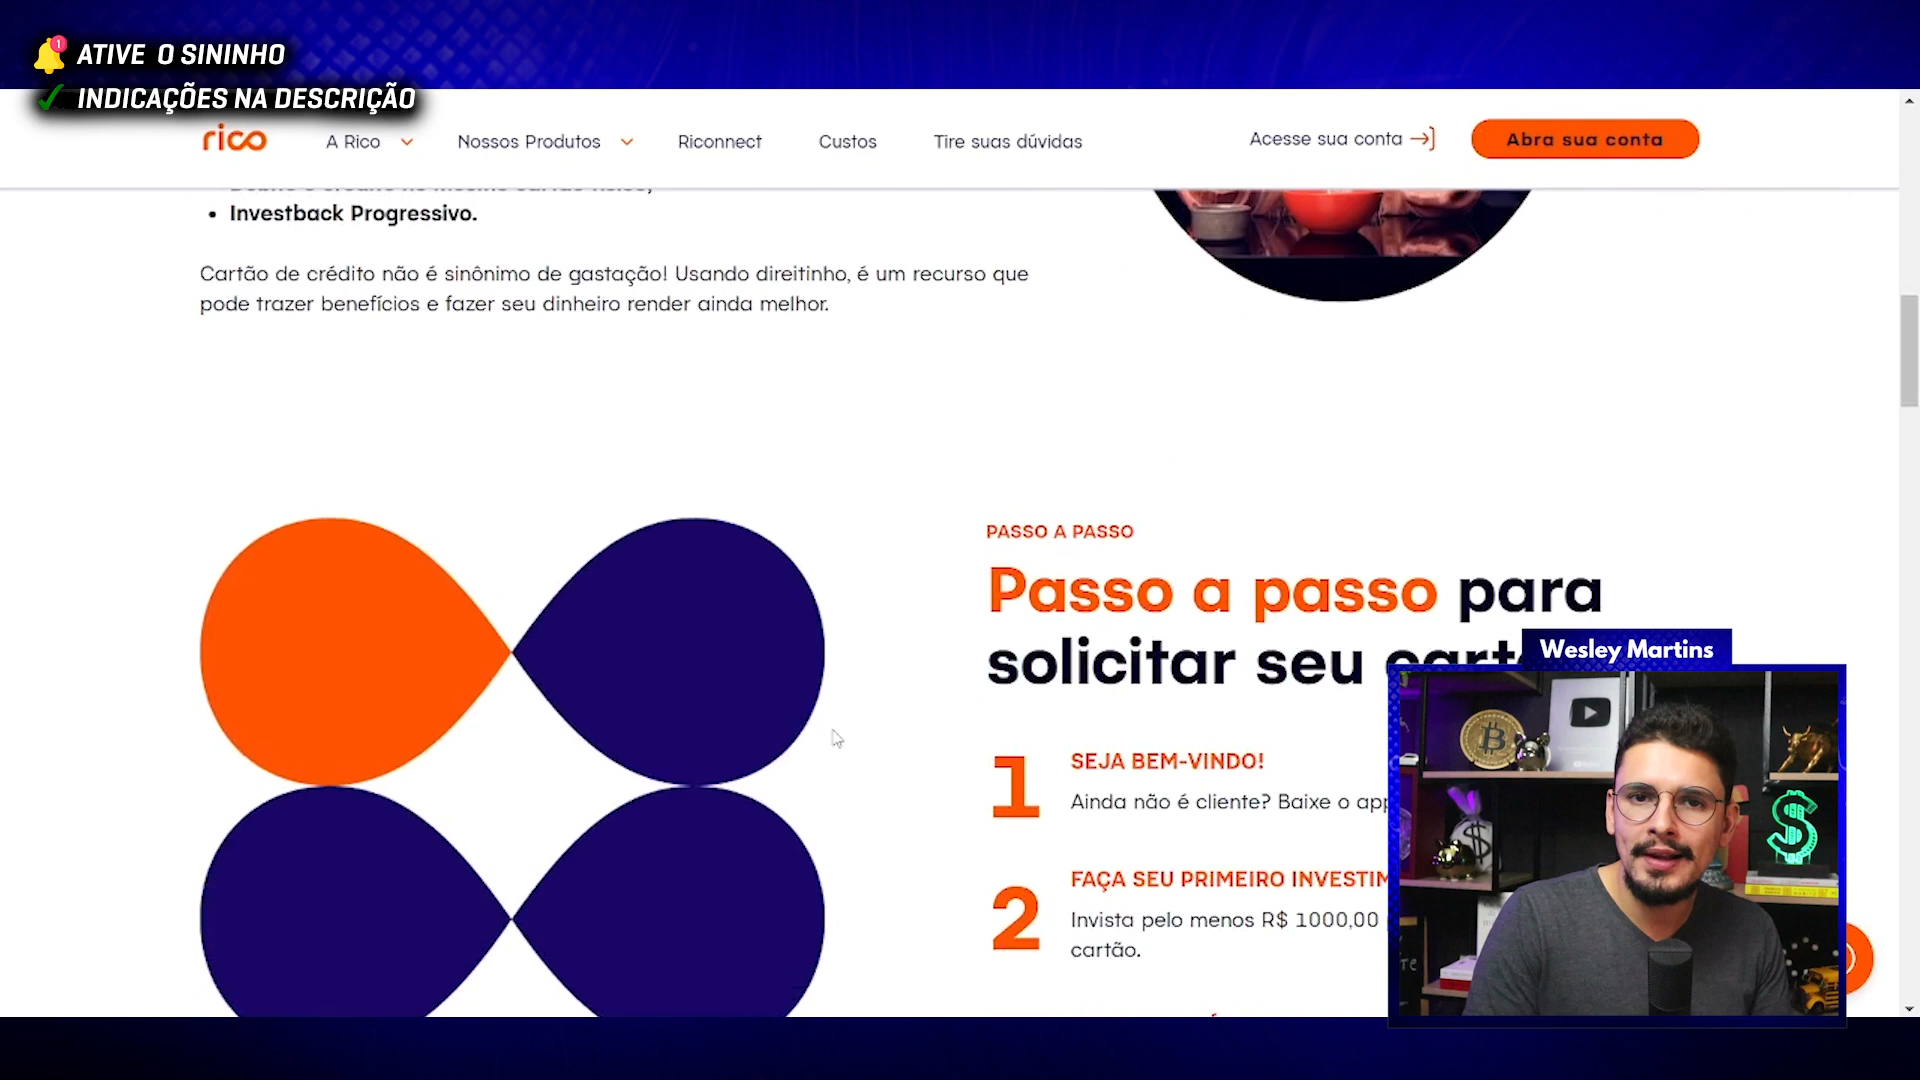 ATIVE O SININHO
INDICAÇÕES NA DESCRIÇÃO
rico
A Rico
Nossos Produtos
Riconnect
Custos
Tire suas dúvidas
Acesse sua conta
Abra sua conta
Investback Progressivo.
Cartão de crédito não é sinônimo de gastação! Usando direitinho, é um recurso que
pode trazer benefícios e fazer seu dinheiro render ainda melhor.
PASSO A PASSO
Passo a passo para
solicitar seu
Wesley Martins
1
SEJA BEM-VINDO!
Ainda não é cliente? Baixe o app
2
FAÇA SEU PRIMEIRO
Invista pelo menos R$ 1000,00
cartão.